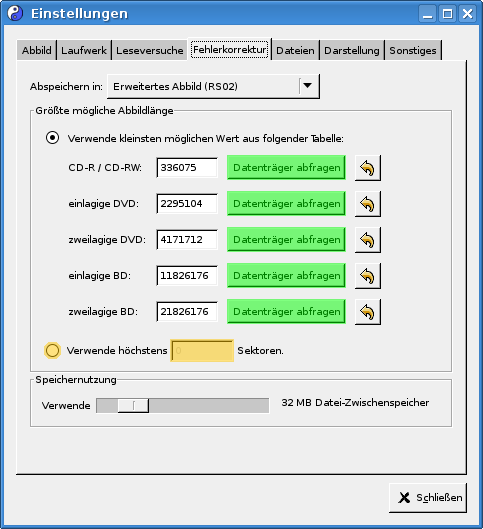 Einstellungen
Abbild Laufwerk Leseversuche Fehlerkorrektur Dateien Darstellung Sonstiges
Abspeichern in: Erweitertes Abbild (RS02)
Größte mögliche Abbildlänge
Verwende kleinsten möglichen Wert aus folgender Tabelle:
CD-R / CD-RW: 336075 Datenträger abfragen
einlagige DVD: 2295104 Datenträger abfragen
zweilagige DVD: 4171712 Datenträger abfragen
einlagige BD: 11826176 Datenträger abfragen
zweilagige BD: 21826176 Datenträger abfragen
Verwende höchstens 0 Sektoren.
Speichernutzung
Verwende 32 MB Datei-Zwischenspeicher
Schließen